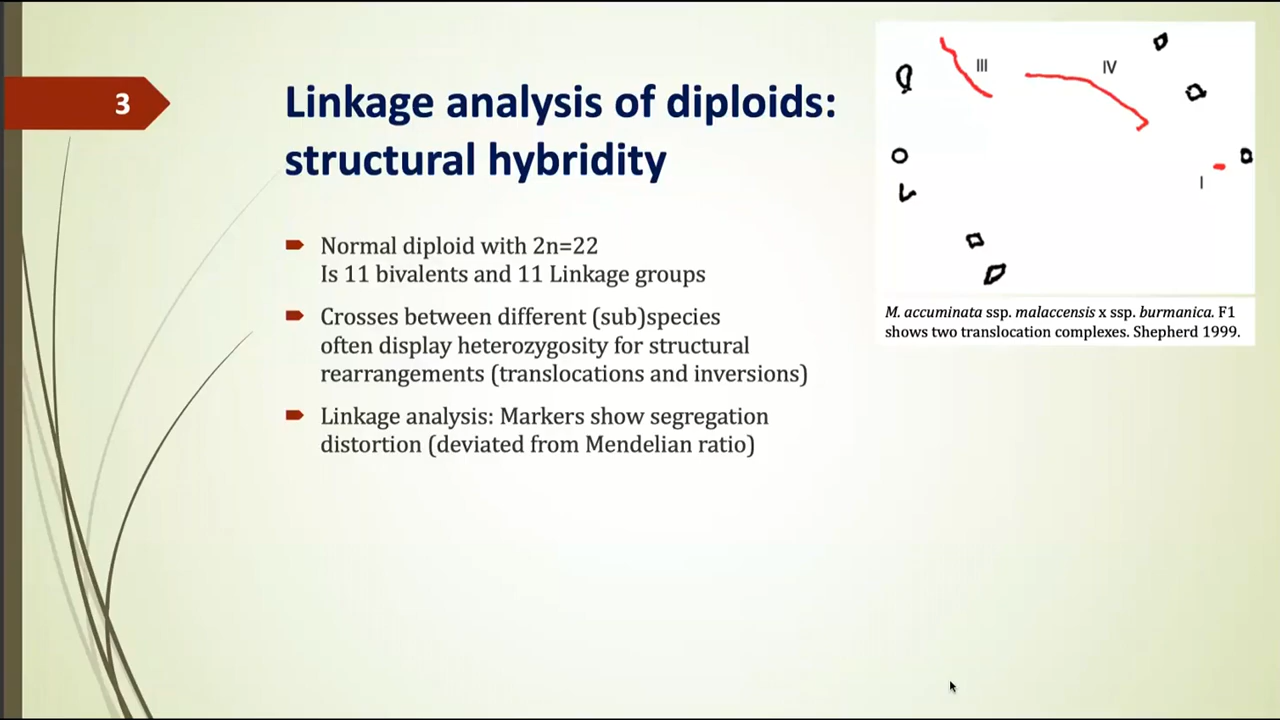 3
Linkage analysis of diploids:
structural hybridity
Normal diploid with 2n=22
Is 11 bivalents and 11 Linkage groups
Crosses between different (sub)species
often display heterozygosity for structural
rearrangements (translocations and inversions)
Linkage analysis: Markers show segregation
distortion (deviated from Mendelian ratio)
III
IV
I
M. accuminata ssp. malaccensis x ssp. burmanica. F1
shows two translocation complexes. Shepherd 1999.